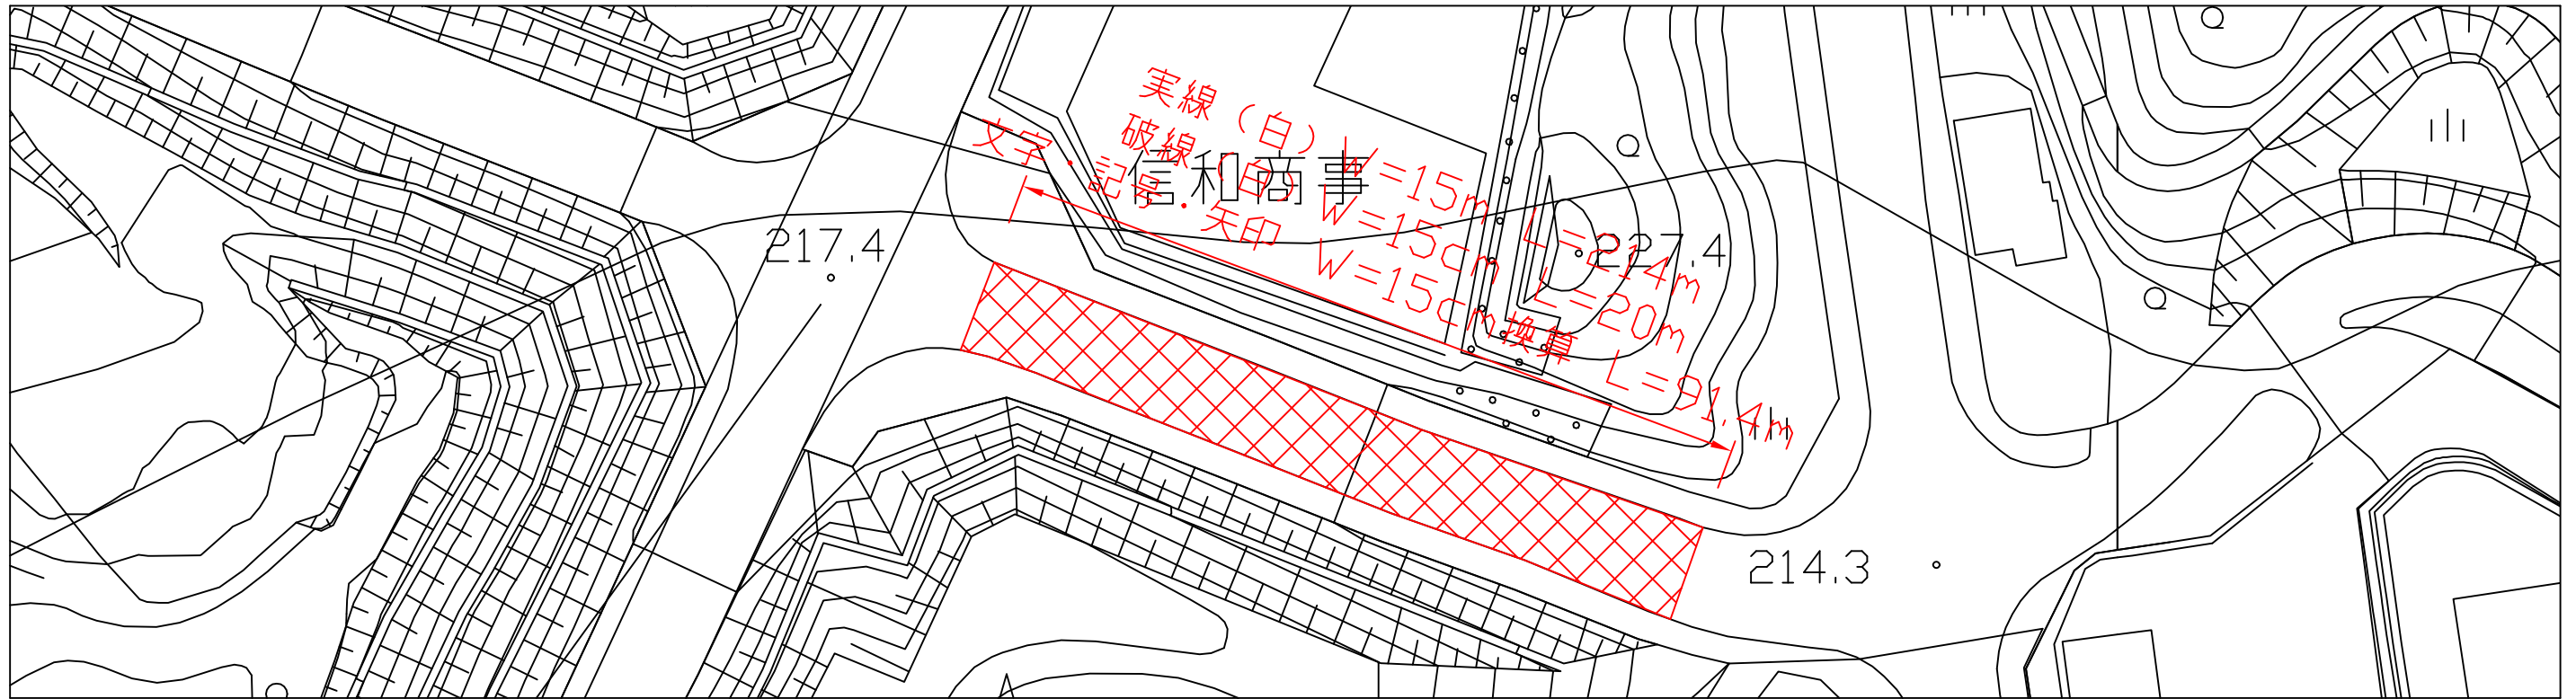 実線（白） W=15m L=214m
破線（白） W=15cm L=20m
文字・記号・矢印 W=15cm換算 L=91.4m
信和商事
217.4
227.4
214.3